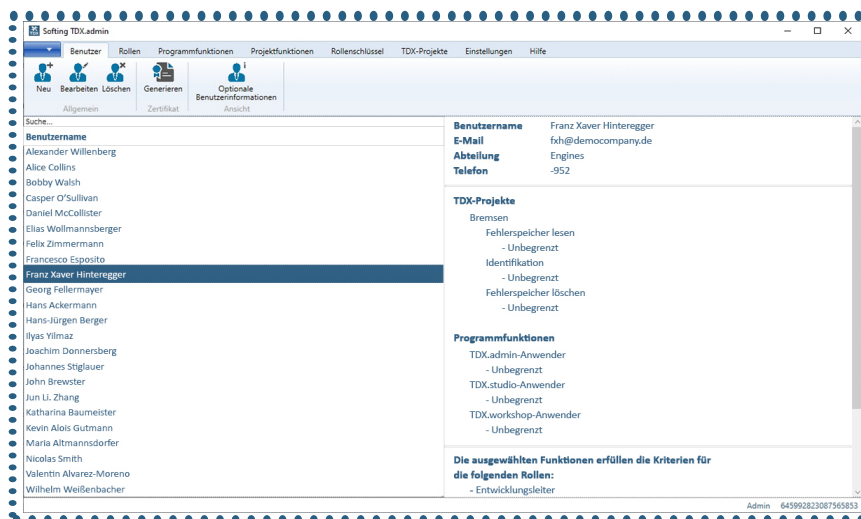 Softing TDX.admin
Benutzer Rollen Programmfunktionen Projektfunktionen Rollenschlüssel TDX-Projekte Einstellungen Hilfe
Neu Bearbeiten Löschen Generieren Optionale
Benutzerinformationen
Allgemein Zertifikat Ansicht
Suche...
Benutzername
Alexander Willenberg
Alice Collins
Bobby Walsh
Casper O'Sullivan
Daniel McCollister
Elias Wollmannsberger
Felix Zimmermann
Francesco Esposito
Franz Xaver Hinteregger
Georg Fellermayer
Hans Ackermann
Hans-Jürgen Berger
Ilyas Yilmaz
Joachim Donnersberg
Johannes Stiglauer
John Brewster
Jun Li. Zhang
Katharina Baumeister
Kevin Alois Gutmann
Maria Altmannsdorfer
Nicolas Smith
Valentin Alvarez-Moreno
Wilhelm Weißenbacher
Benutzername Franz Xaver Hinteregger
E-Mail fxh@democompany.de
Abteilung Engines
Telefon -952
TDX-Projekte
Bremsen
Fehlerspeicher lesen
- Unbegrenzt
Identifikation
- Unbegrenzt
Fehlerspeicher löschen
- Unbegrenzt
Programmfunktionen
TDX.admin-Anwender
- Unbegrenzt
TDX.studio-Anwender
- Unbegrenzt
TDX.workshop-Anwender
- Unbegrenzt
Die ausgewählten Funktionen erfüllen die Kriterien für
die folgenden Rollen:
- Entwicklungsleiter
Admin 645992823087565853